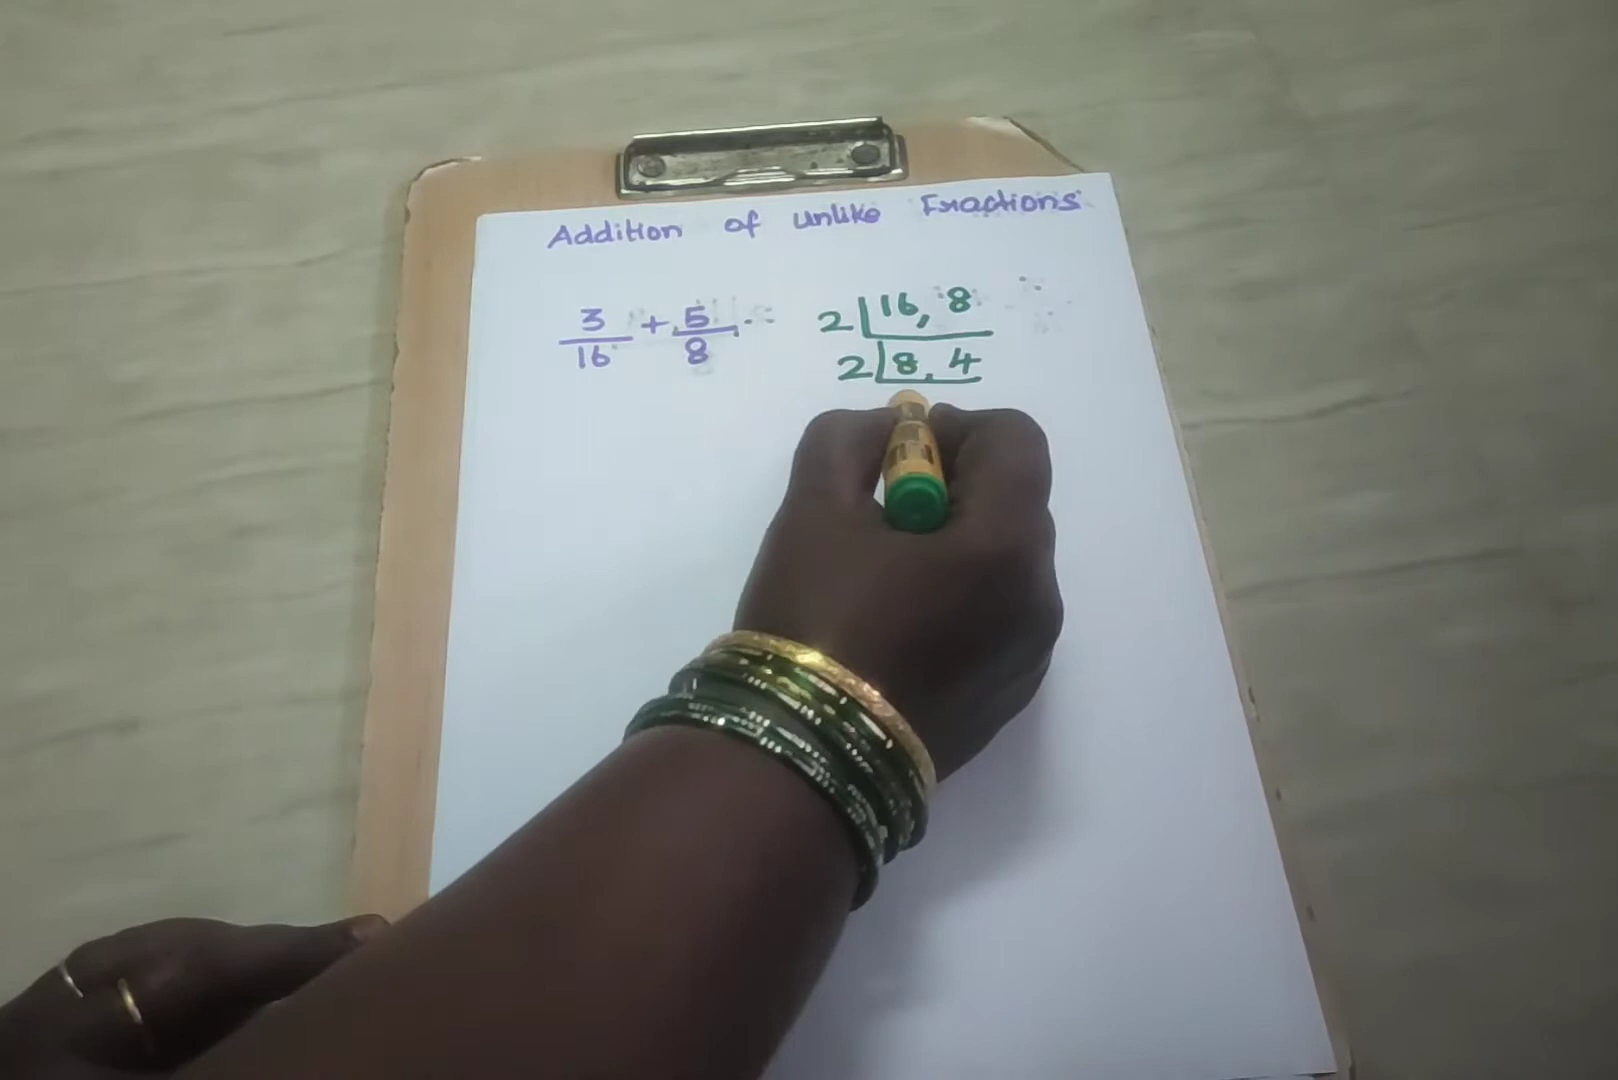 Addition of unlike Fractions
3/16 + 5/8
2 | 16, 8
2 | 8, 4